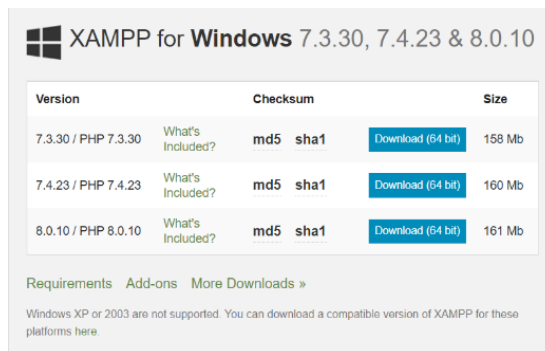 XAMPP for Windows 7.3.30, 7.4.23 & 8.0.10
Version Checksum Size
7.3.30 / PHP 7.3.30 What's Included? md5 sha1 Download (64 bit) 158 Mb
7.4.23 / PHP 7.4.23 What's Included? md5 sha1 Download (64 bit) 160 Mb
8.0.10 / PHP 8.0.10 What's Included? md5 sha1 Download (64 bit) 161 Mb
Requirements Add-ons More Downloads »
Windows XP or 2003 are not supported. You can download a compatible version of XAMPP for these
platforms here.